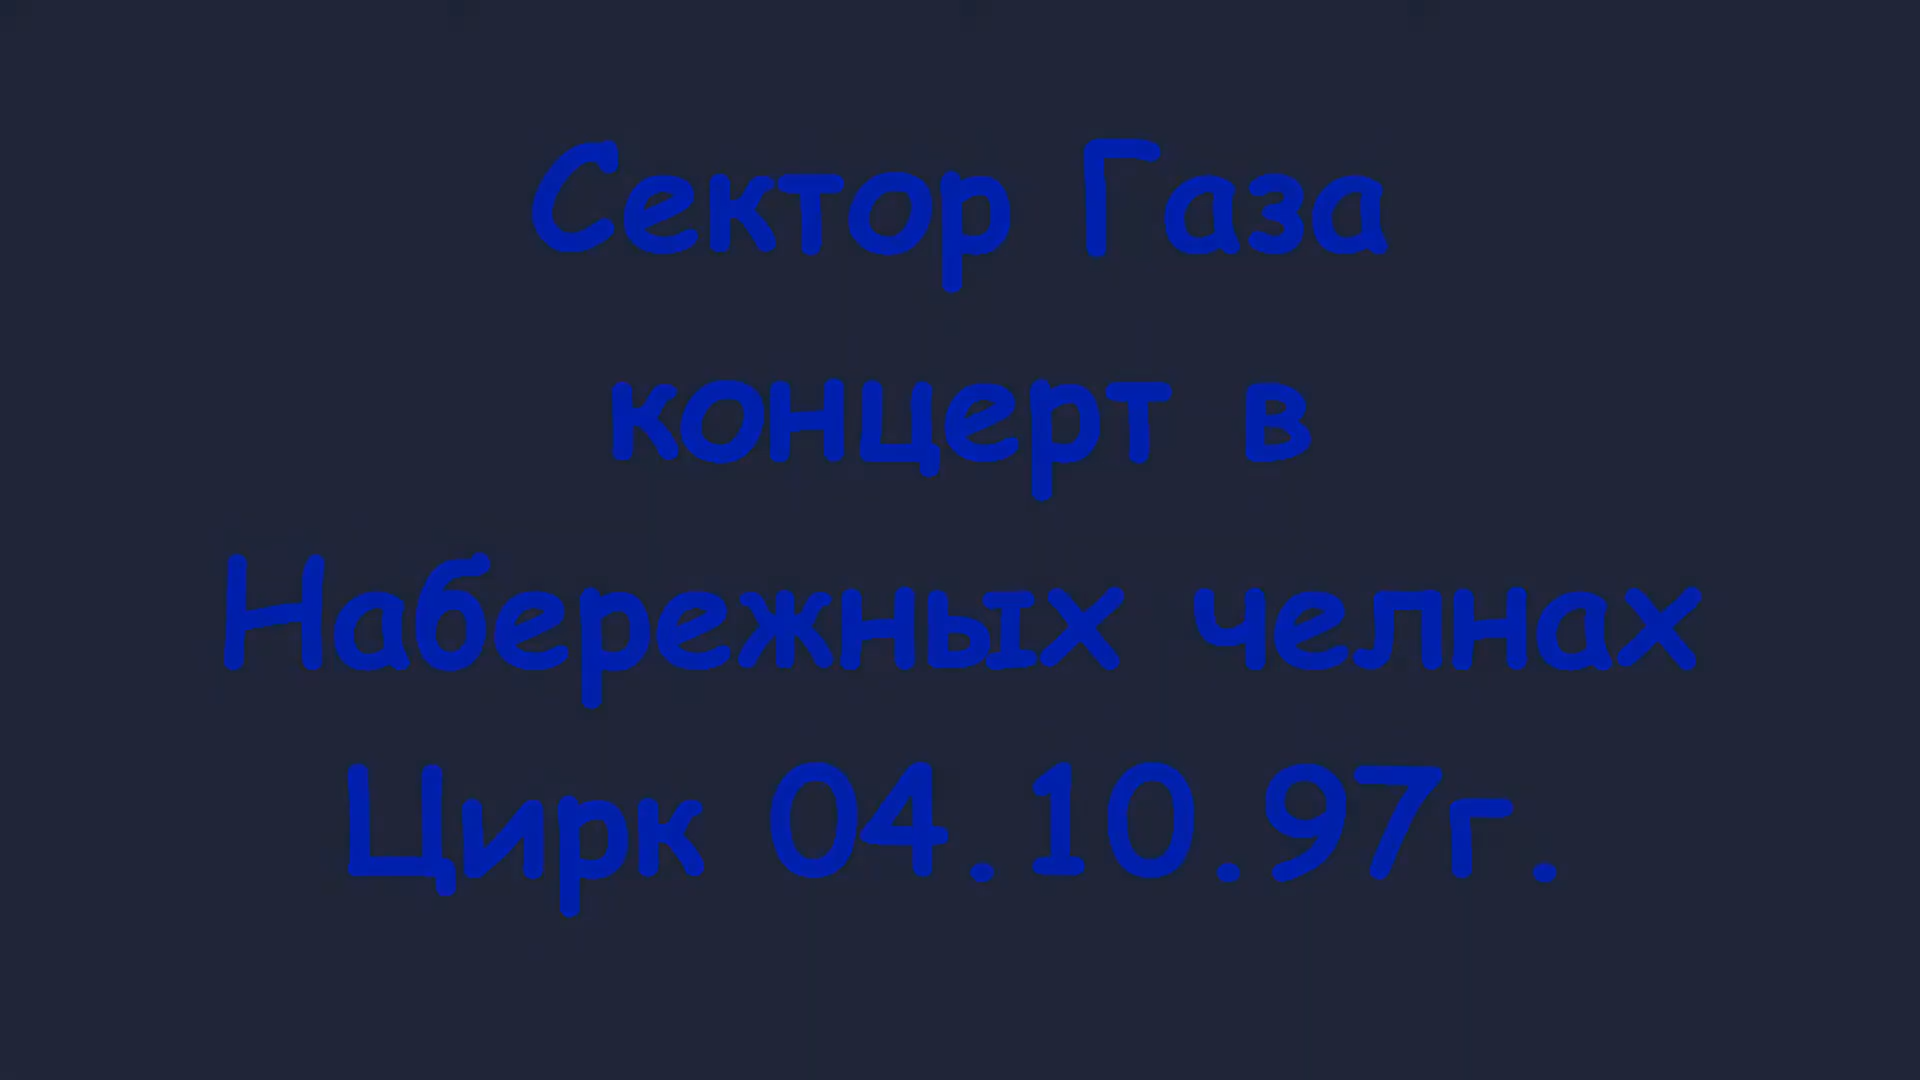 Сектор Газа
концерт в
Набережных челнах
Цирк 04.10.97г.